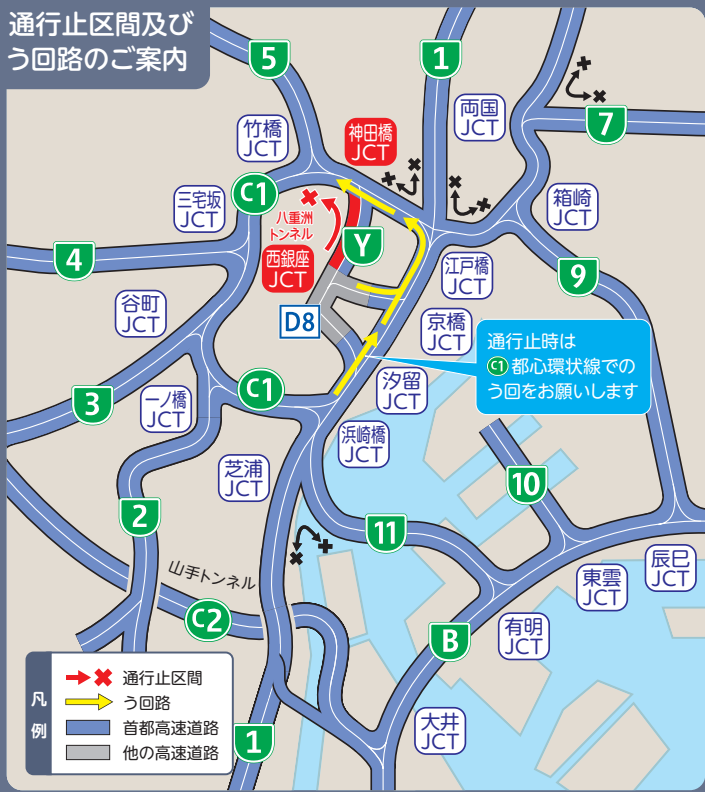 通行止区間及び
う回路のご案内
5
1
両国
JCT
7
竹橋
JCT
神田橋
JCT
C1
三宅坂
JCT
箱崎
JCT
八重洲
トンネル
Y
西銀座
JCT
4
江戸橋
JCT
9
谷町
JCT
D8
京橋
JCT
通行止時は
C1都心環状線での
う回をお願いします
汐留
JCT
C1
3
一ノ橋
JCT
浜崎橋
JCT
芝浦
JCT
10
2
11
山手トンネル
辰巳
JCT
東雲
JCT
C2
有明
JCT
B
凡例
通行止区間
う回路
首都高速道路
他の高速道路
1
大井
JCT